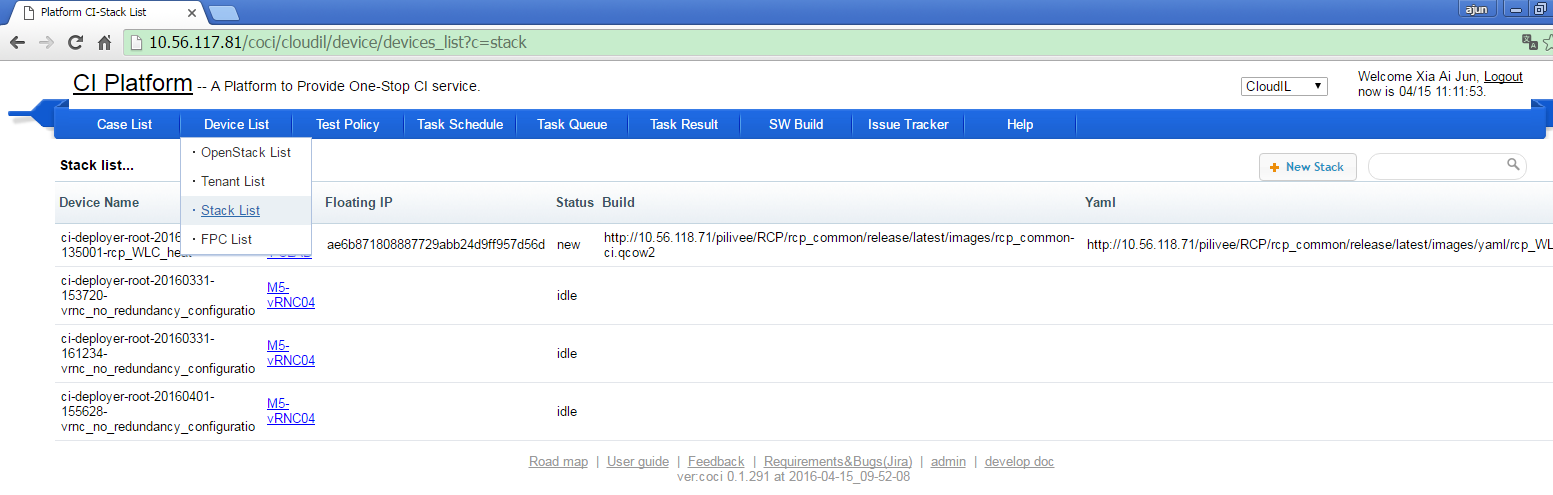 Platform CI-Stack List
ajun
10.56.117.81/coci/cloudil/device/devices_list?c=stack
CI Platform -- A Platform to Provide One-Stop CI service.
CloudIL
Welcome Xia Ai Jun, Logout
now is 04/15 11:11:53.
Case List
Device List
Test Policy
Task Schedule
Task Queue
Task Result
SW Build
Issue Tracker
Help
· OpenStack List
· Tenant List
· Stack List
· FPC List
Stack list...
New Stack
Device Name
Floating IP
Status
Build
Yaml
ci-deployer-root-2016
135001-rcp_WLC_heat
ae6b871808887729abb24d9ff957d56d
new
http://10.56.118.71/pilivee/RCP/rcp_common/release/latest/images/rcp_common-
ci.qcow2
http://10.56.118.71/pilivee/RCP/rcp_common/release/latest/images/yaml/rcp_WL
ci-deployer-root-20160331-
153720-
vrnc_no_redundancy_configuratio
M5-
vRNC04
idle
ci-deployer-root-20160331-
161234-
vrnc_no_redundancy_configuratio
M5-
vRNC04
idle
ci-deployer-root-20160401-
155628-
vrnc_no_redundancy_configuratio
M5-
vRNC04
idle
Road map | User guide | Feedback | Requirements&Bugs(Jira) | admin | develop doc
ver:coci 0.1.291 at 2016-04-15_09-52-08